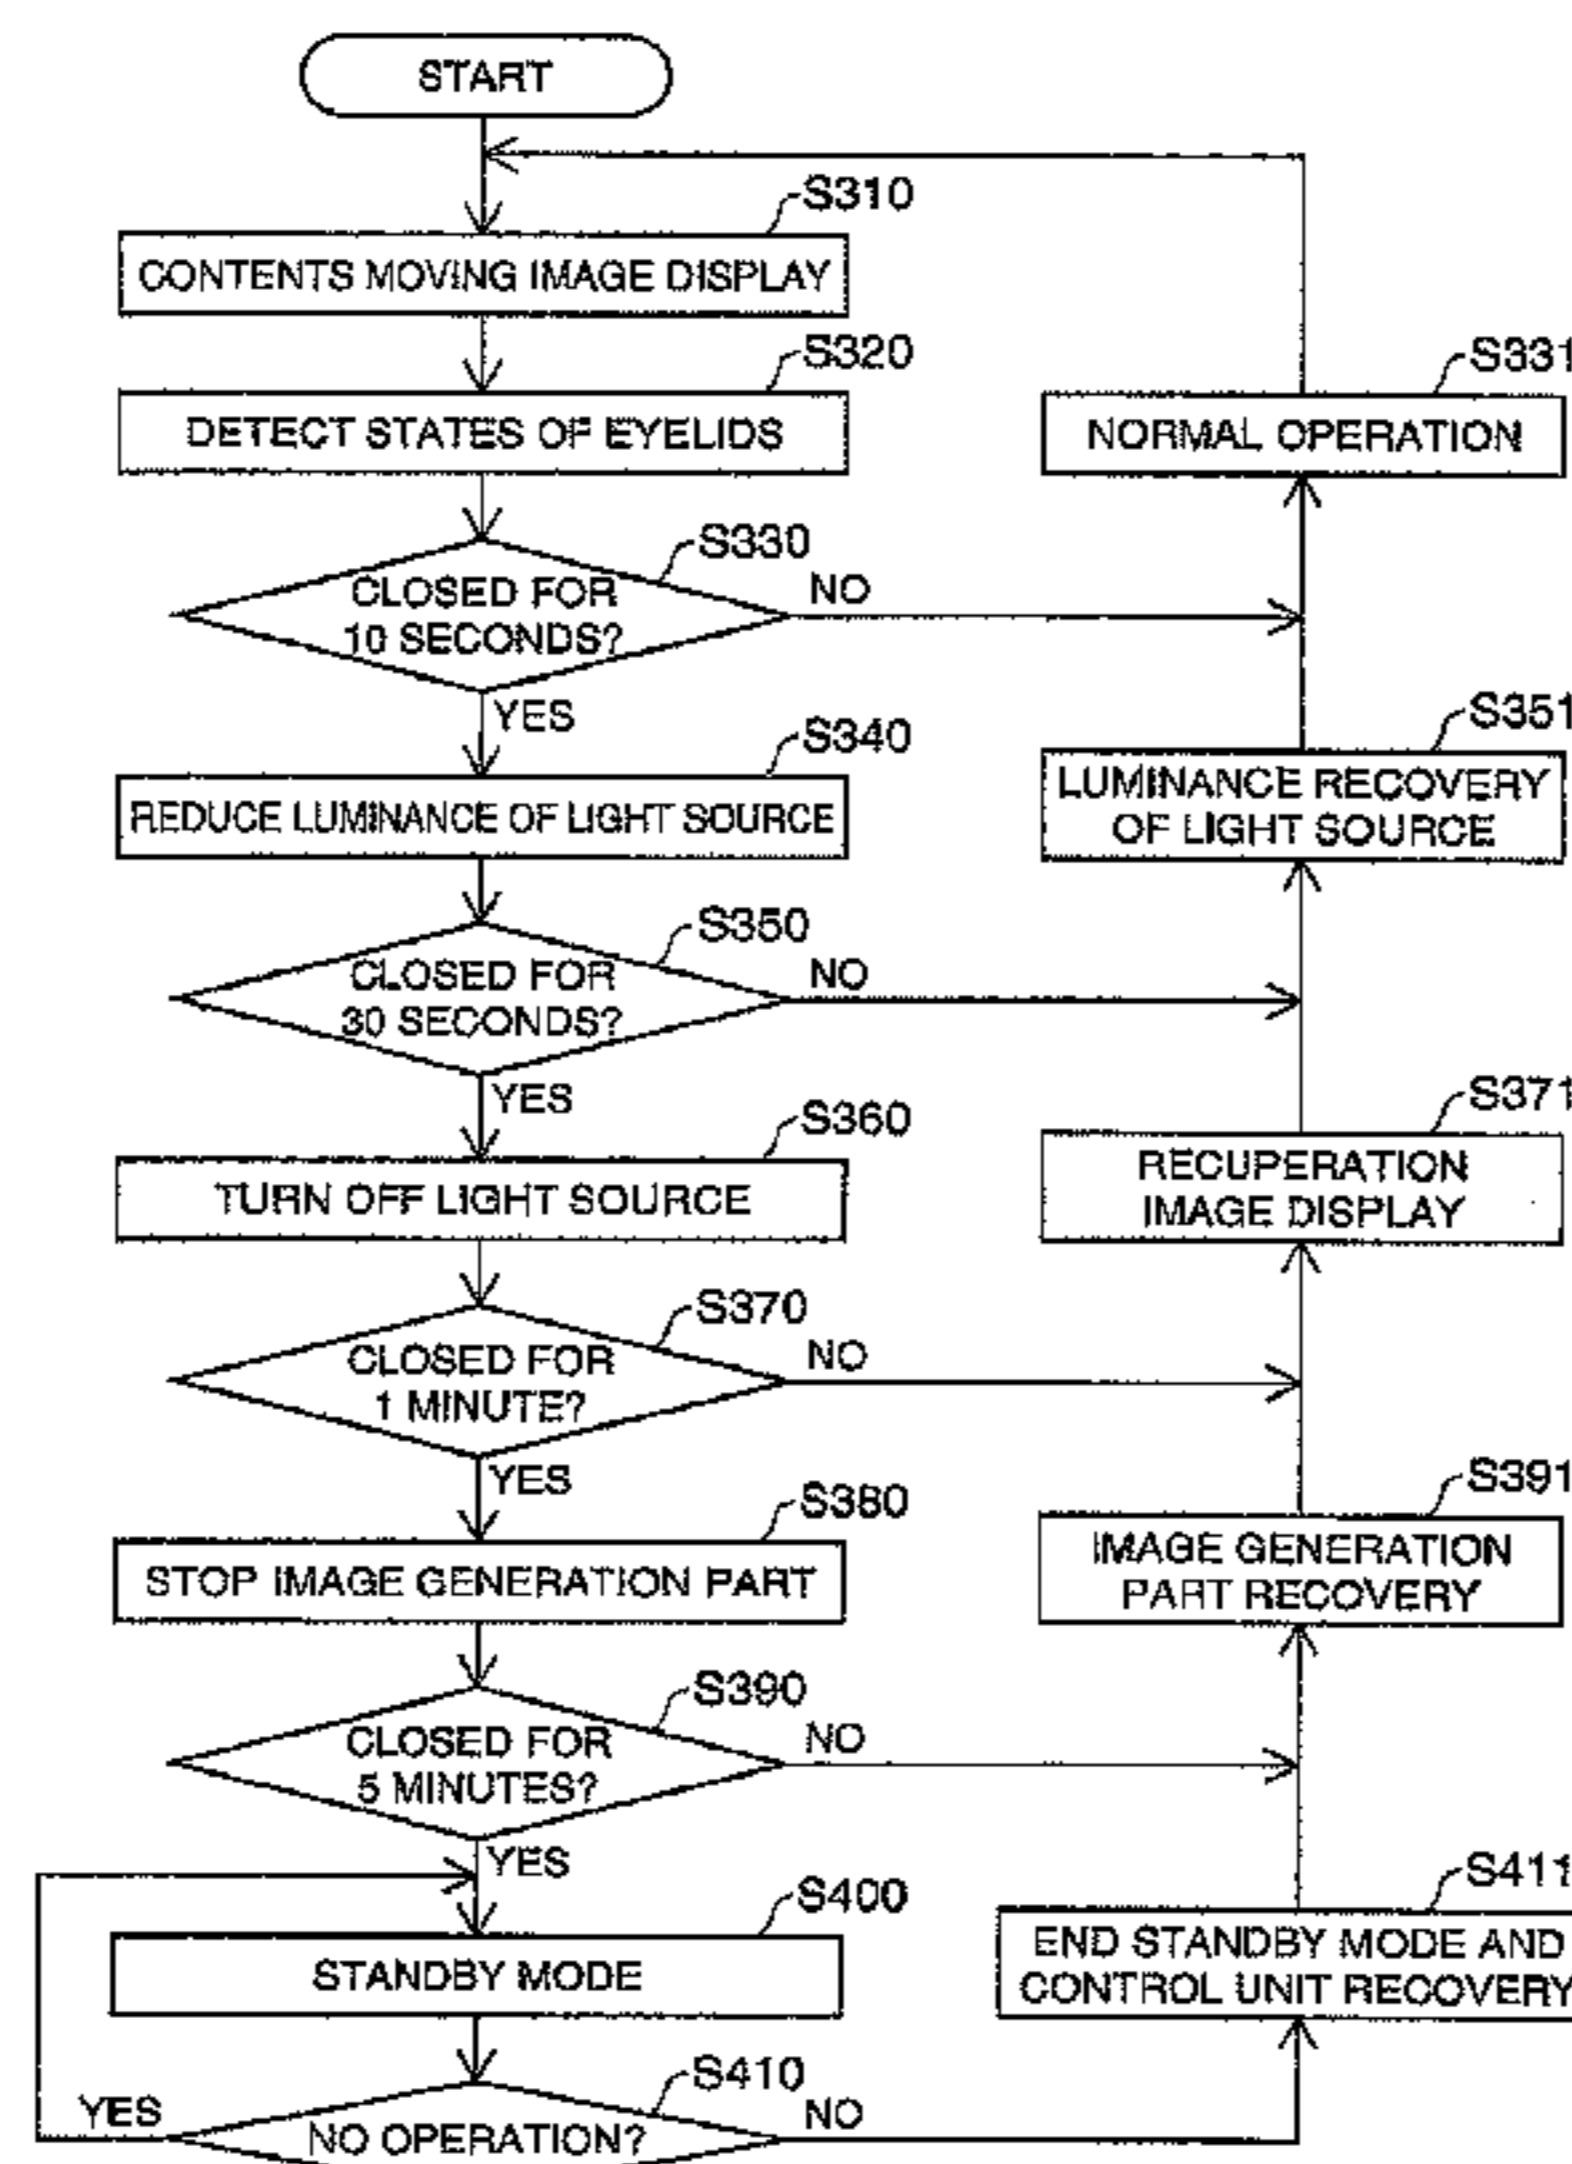 START
S310
CONTENTS MOVING IMAGE DISPLAY
S320
DETECT STATES OF EYELIDS
S331
NORMAL OPERATION
S330
CLOSED FOR
10 SECONDS?
NO
YES
S340
REDUCE LUMINANCE OF LIGHT SOURCE
S351
LUMINANCE RECOVERY
OF LIGHT SOURCE
S350
CLOSED FOR
30 SECONDS?
NO
YES
S360
TURN OFF LIGHT SOURCE
S371
RECUPERATION
IMAGE DISPLAY
S370
CLOSED FOR
1 MINUTE?
NO
YES
S380
STOP IMAGE GENERATION PART
S391
IMAGE GENERATION
PART RECOVERY
S390
CLOSED FOR
5 MINUTES?
NO
YES
S400
STANDBY MODE
S411
END STANDBY MODE AND
CONTROL UNIT RECOVERY
S410
NO OPERATION?
YES
NO